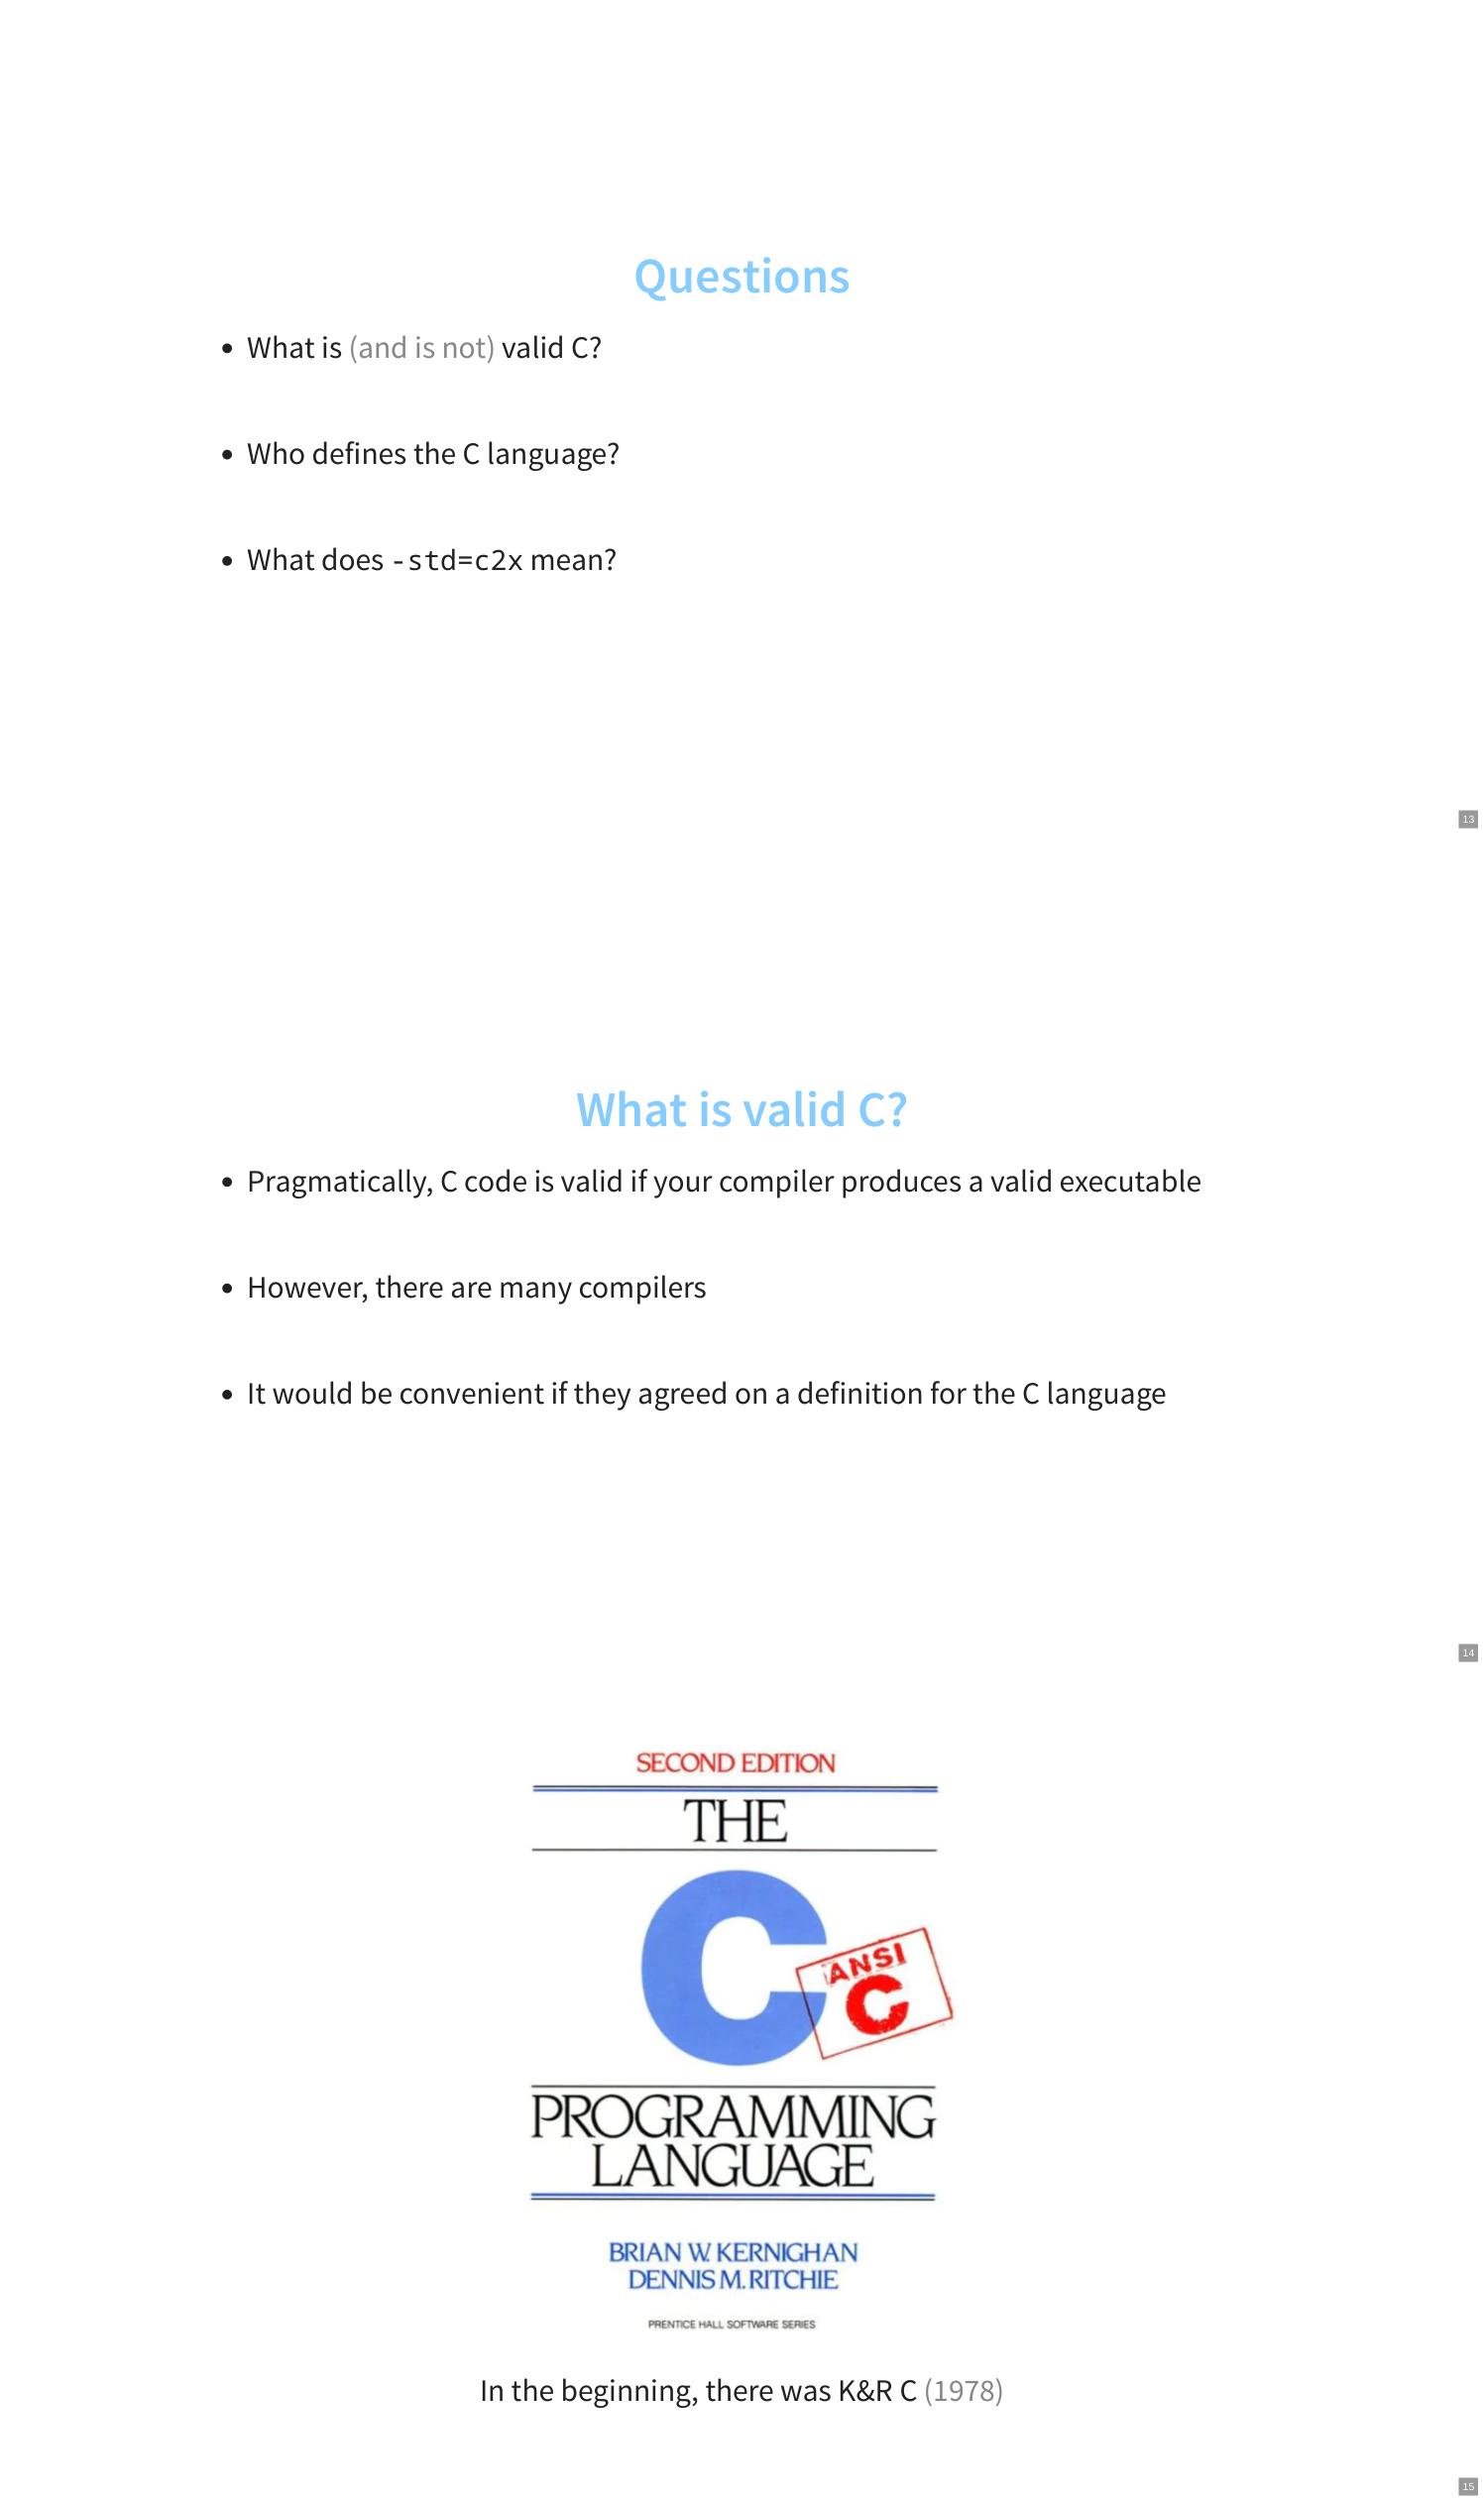 Questions
• What is (and is not) valid C?
• Who defines the C language?
• What does -std=c2x mean?
13
What is valid C?
• Pragmatically, C code is valid if your compiler produces a valid executable
• However, there are many compilers
• It would be convenient if they agreed on a definition for the C language
14
SECOND EDITION
THE
C
ANSI
C
PROGRAMMING
LANGUAGE
BRIAN W. KERNIGHAN
DENNIS M. RITCHIE
PRENTICE HALL SOFTWARE SERIES
In the beginning, there was K&R C (1978)
15